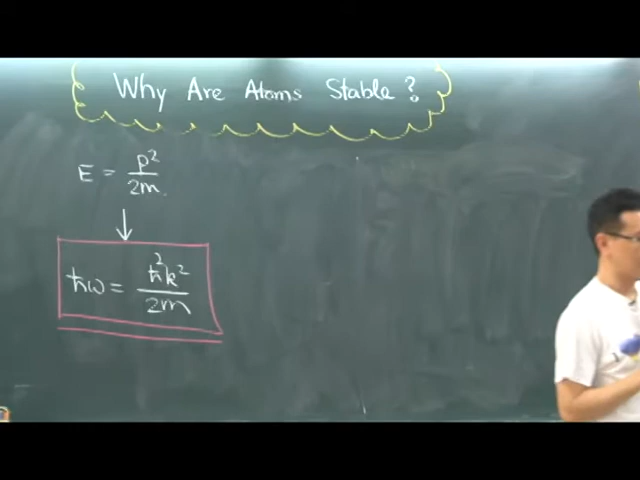 Why Are Atoms Stable?
E = p²/2m.
↓
ħω = ħ²k²/2m